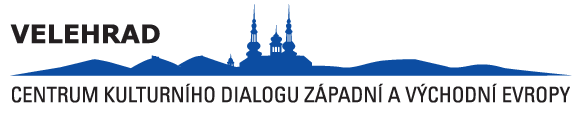 VELEHRAD
CENTRUM KULTURNÍHO DIALOGU ZÁPADNÍ A VÝCHODNÍ EVROPY